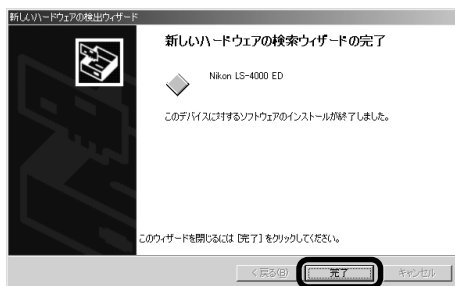 新しいハードウェアの検出ウィザード
新しいハードウェアの検索ウィザードの完了
Nikon LS-4000 ED
このデバイスに対するソフトウェアのインストールが終了しました。
このウィザードを閉じるには [完了] をクリックしてください。
< 戻る(B)
完了
キャンセル